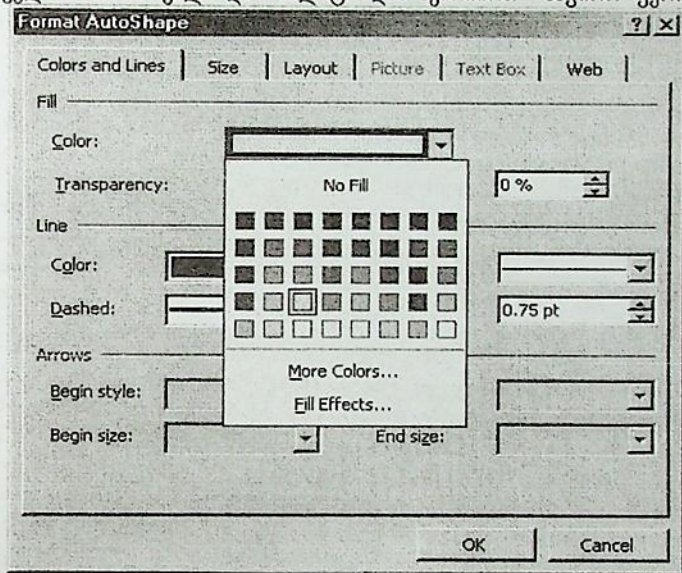 Format AutoShape
Colors and Lines Size Layout Picture Text Box Web
Fill
Color:
No Fill
Transparency: 0 %
Line
Color:
Dashed: 0.75 pt
More Colors...
Arrows
Begin style:
Fill Effects...
Begin size: End size:
OK Cancel